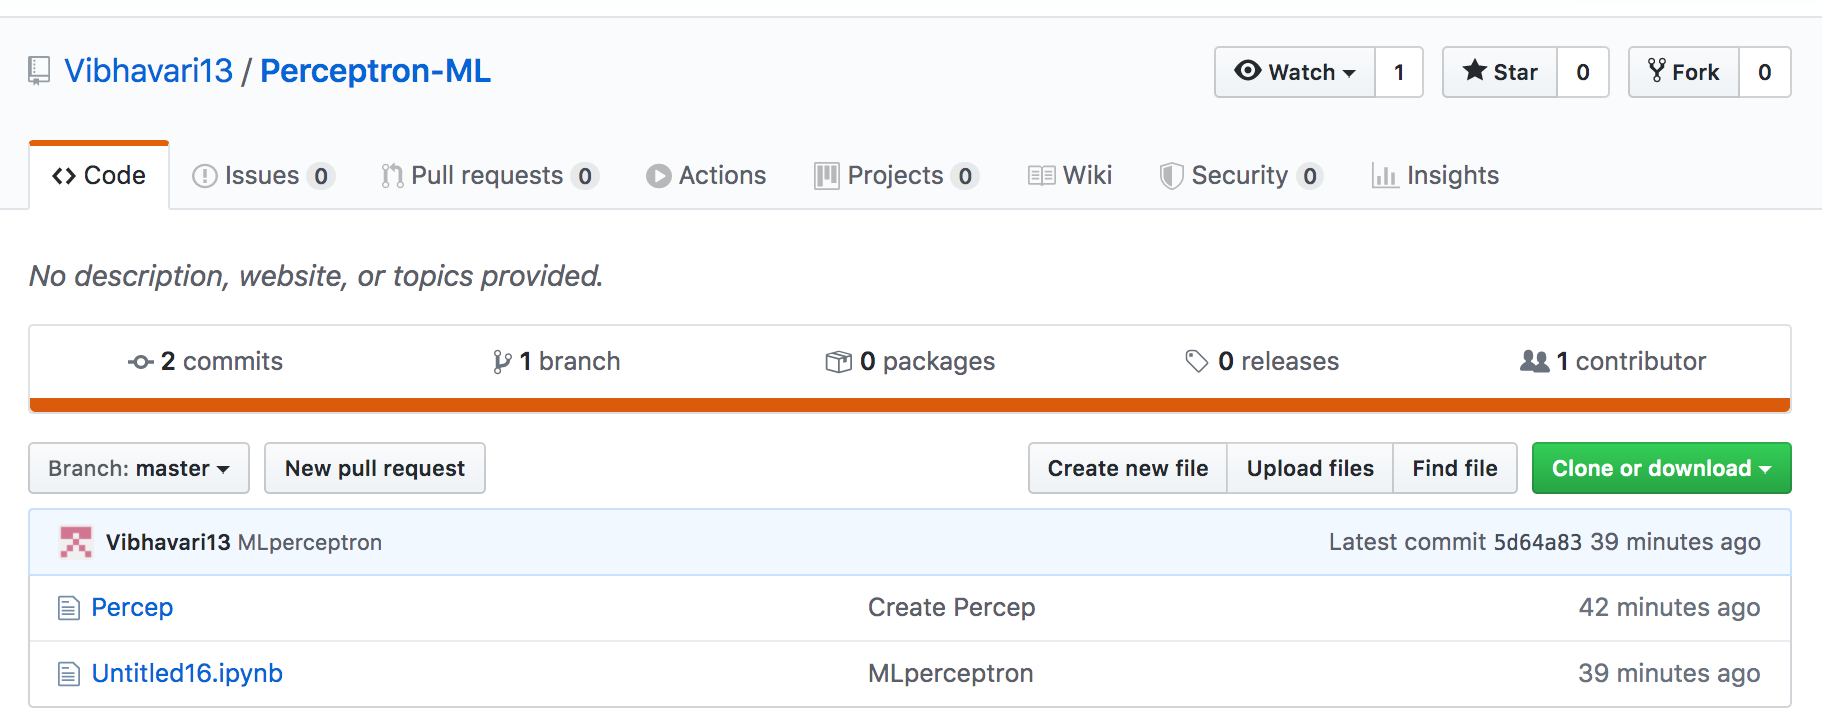 Vibhavari13 / Perceptron-ML Watch 1 Star 0 Fork 0
Code Issues 0 Pull requests 0 Actions Projects 0 Wiki Security 0 Insights
No description, website, or topics provided.
2 commits 1 branch 0 packages 0 releases 1 contributor
Branch: master New pull request Create new file Upload files Find file Clone or download
Vibhavari13 MLperceptron Latest commit 5d64a83 39 minutes ago
Percep Create Percep 42 minutes ago
Untitled16.ipynb MLperceptron 39 minutes ago